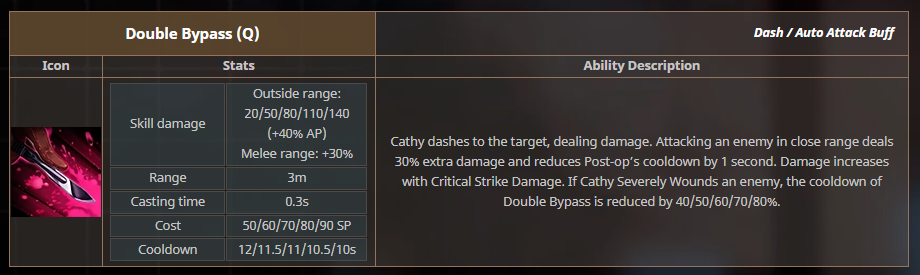 Double Bypass (Q)
Dash / Auto Attack Buff
Icon
Stats
Ability Description
Skill damage
Outside range:
20/50/80/110/140
(+40% AP)
Melee range: +30%
Range
3m
Casting time
0.3s
Cost
50/60/70/80/90 SP
Cooldown
12/11.5/11/10.5/10s
Cathy dashes to the target, dealing damage. Attacking an enemy in close range deals
30% extra damage and reduces Post-op’s cooldown by 1 second. Damage increases
with Critical Strike Damage. If Cathy Severely Wounds an enemy, the cooldown of
Double Bypass is reduced by 40/50/60/70/80%.